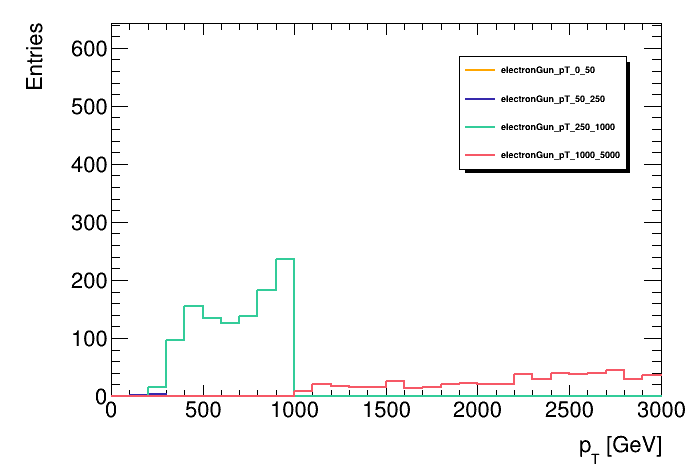 Entries
600
500
400
300
200
100
0
electronGun_pT_0_50
electronGun_pT_50_250
electronGun_pT_250_1000
electronGun_pT_1000_5000
0 500 1000 1500 2000 2500 3000
p_T [GeV]